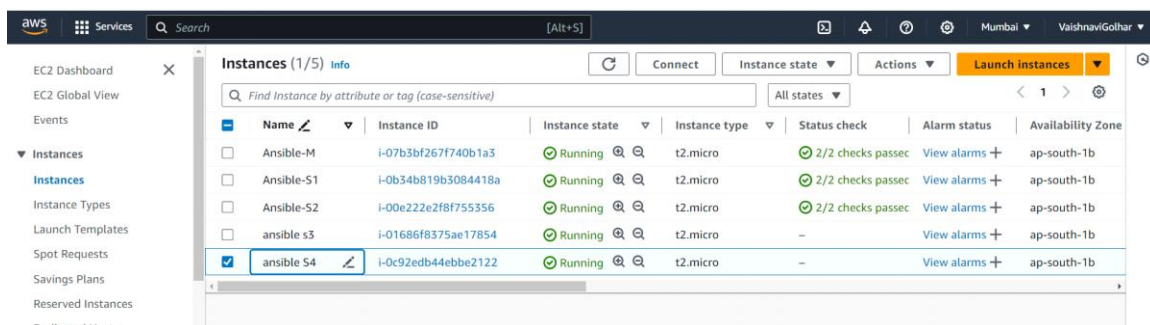 aws Services Search [Alt+S] Mumbai ▼ VaishnaviGolhar ▼
EC2 Dashboard
EC2 Global View
Events
Instances
Instances
Instance Types
Launch Templates
Spot Requests
Savings Plans
Reserved Instances
Instances (1/5) Info Connect Instance state ▼ Actions ▼ Launch instances ▼
Find Instance by attribute or tag (case-sensitive) All states ▼ < 1 >
Name Instance ID Instance state Instance type Status check Alarm status Availability Zone
Ansible-M i-07b3bf267f740b1a3 Running t2.micro 2/2 checks passec View alarms + ap-south-1b
Ansible-S1 i-0b34b819b3084418a Running t2.micro 2/2 checks passec View alarms + ap-south-1b
Ansible-S2 i-00e222e2f8f755356 Running t2.micro 2/2 checks passec View alarms + ap-south-1b
ansible s3 i-01686f8375ae17854 Running t2.micro – View alarms + ap-south-1b
ansible S4 i-0c92edb44ebbe2122 Running t2.micro – View alarms + ap-south-1b